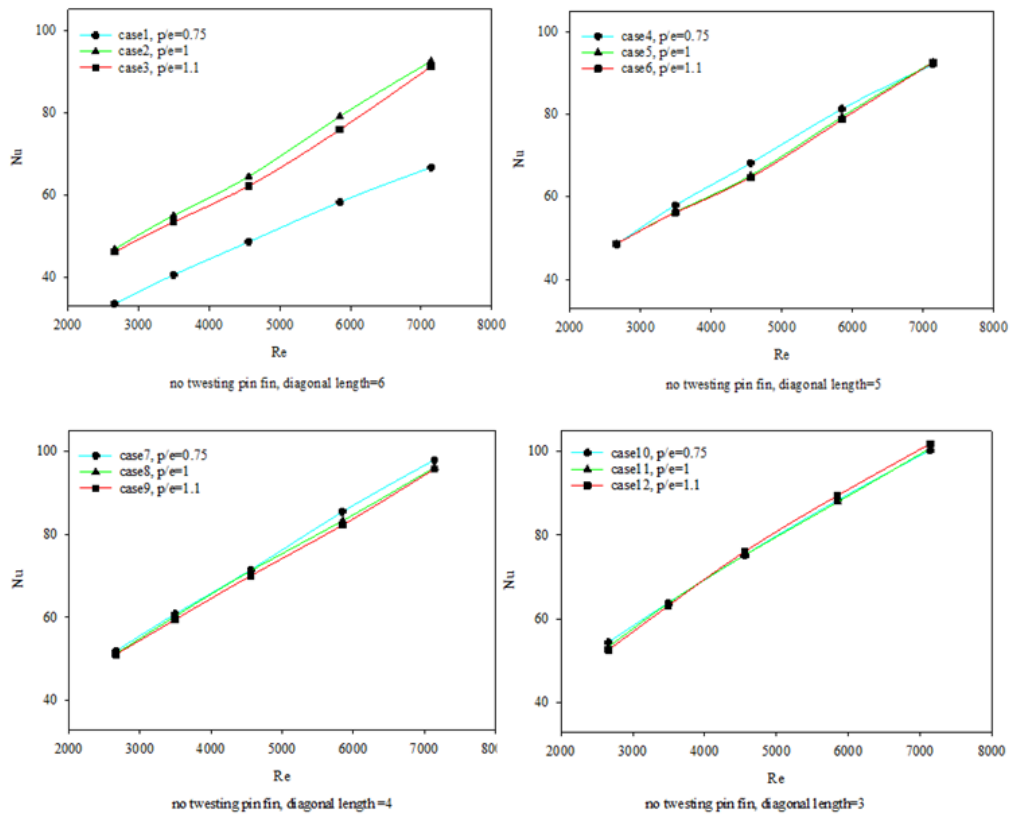 100
80
60
40
Nu
case1, p/e=0.75
case2, p/e=1
case3, p/e=1.1
2000 3000 4000 5000 6000 7000 8000
Re
no twesting pin fin, diagonal length=6
100
80
60
40
Nu
case4, p/e=0.75
case5, p/e=1
case6, p/e=1.1
2000 3000 4000 5000 6000 7000 8000
Re
no twesting pin fin, diagonal length=5
100
80
60
40
Nu
case7, p/e=0.75
case8, p/e=1
case9, p/e=1.1
2000 3000 4000 5000 6000 7000 800
Re
no twesting pin fin, diagonal length=4
100
80
60
40
Nu
case10, p/e=0.75
case11, p/e=1
case12, p/e=1.1
2000 3000 4000 5000 6000 7000 8000
Re
no twesting pin fin, diagonal length=3